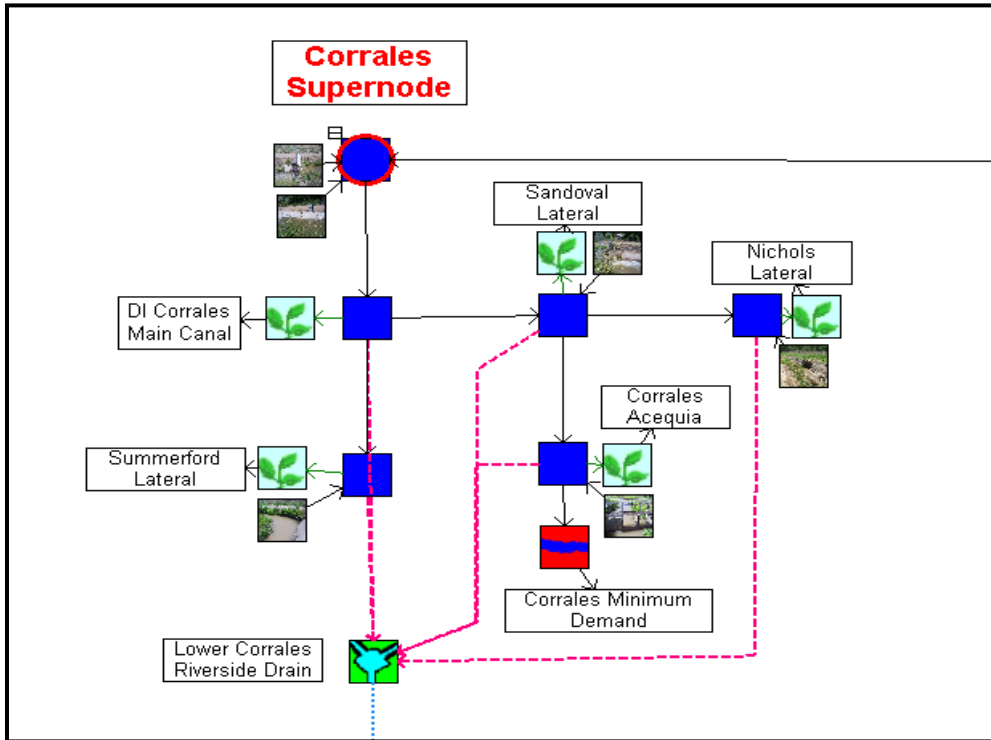 Corrales
Supernode
Sandoval
Lateral
Nichols
Lateral
DI Corrales
Main Canal
Corrales
Acequia
Summerford
Lateral
Corrales Minimum
Demand
Lower Corrales
Riverside Drain